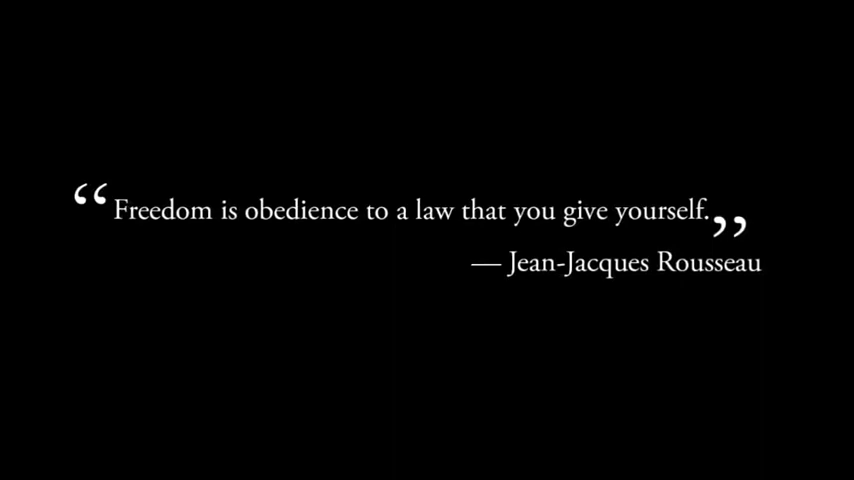 “Freedom is obedience to a law that you give yourself.”
— Jean-Jacques Rousseau